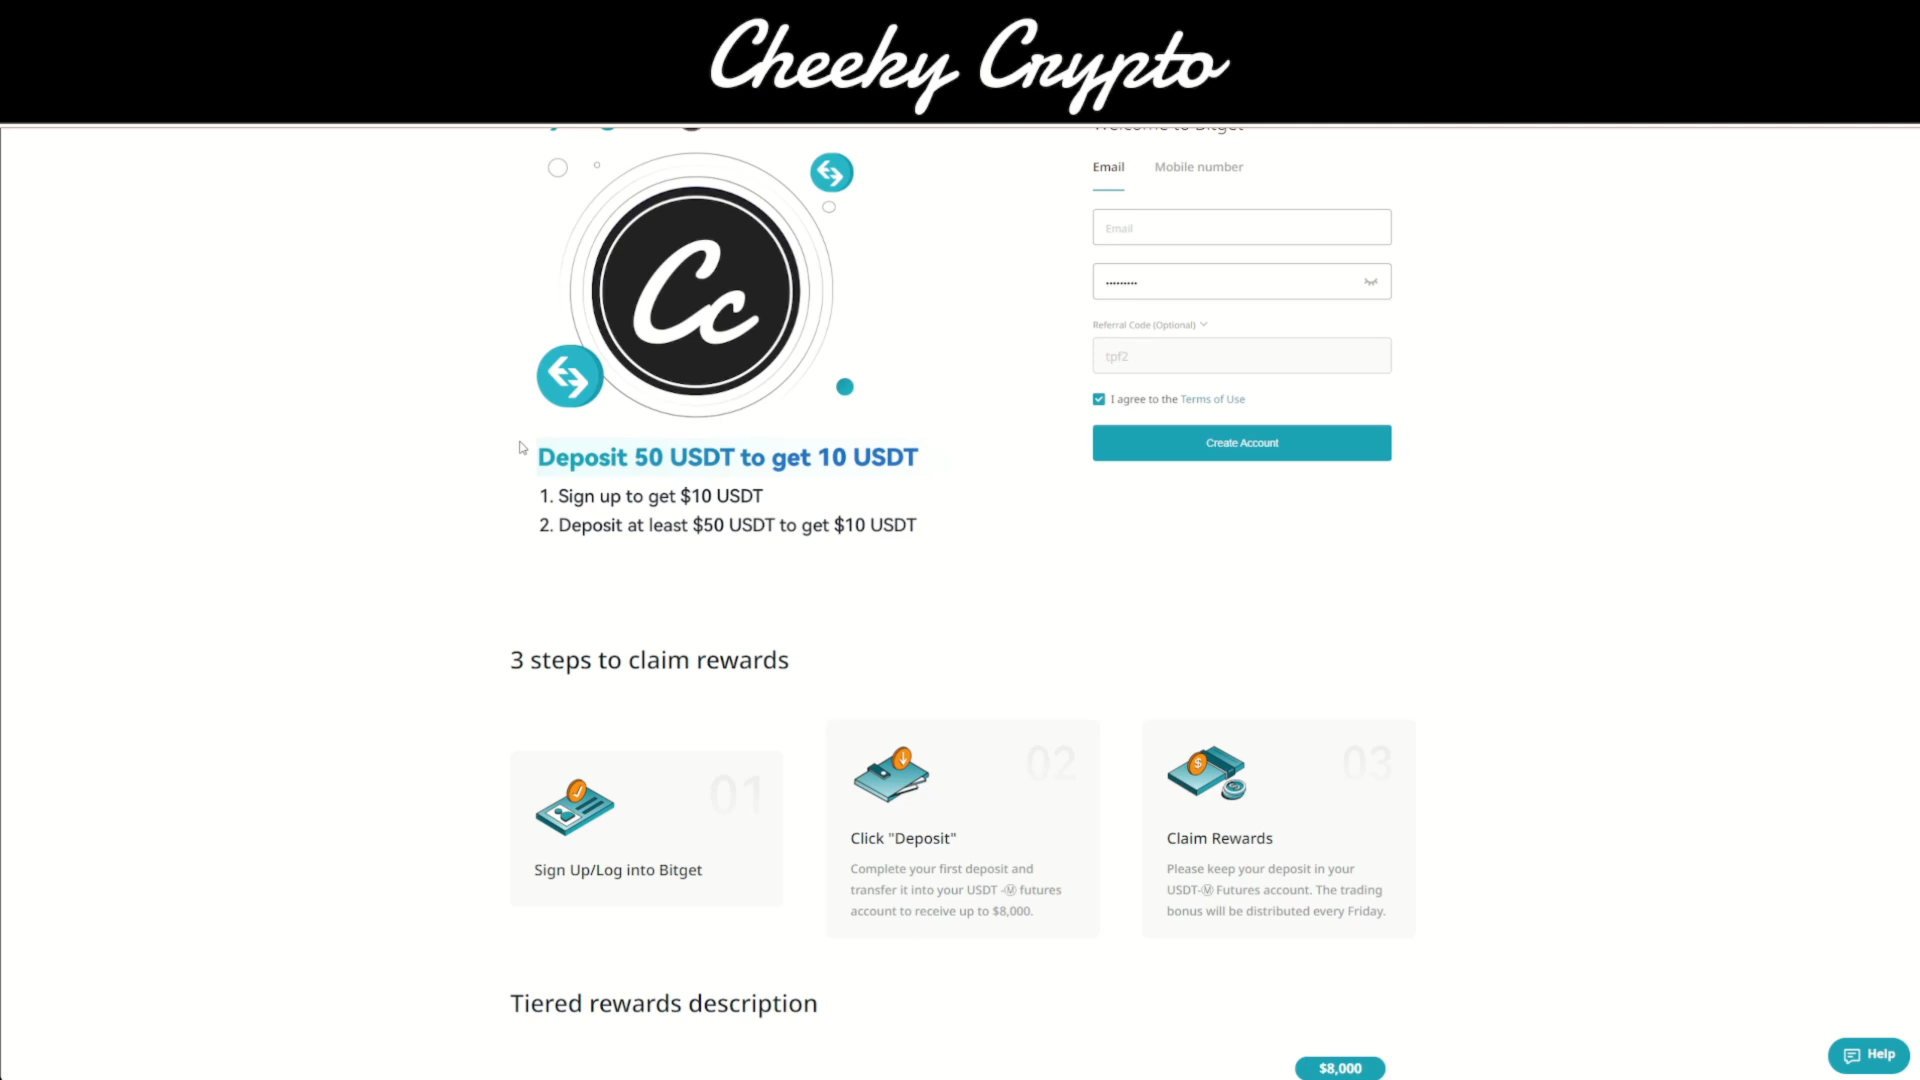 Cheeky Crypto
Welcome to Bitget
Email Mobile number
Email
Referral Code (Optional)
tpf2
I agree to the Terms of Use
Create Account
Cc
Deposit 50 USDT to get 10 USDT
1. Sign up to get $10 USDT
2. Deposit at least $50 USDT to get $10 USDT
3 steps to claim rewards
01
Sign Up/Log into Bitget
02
Click "Deposit"
Complete your first deposit and
transfer it into your USDT -Ⓜ futures
account to receive up to $8,000.
03
Claim Rewards
Please keep your deposit in your
USDT-Ⓜ Futures account. The trading
bonus will be distributed every Friday.
Tiered rewards description
$8,000
Help